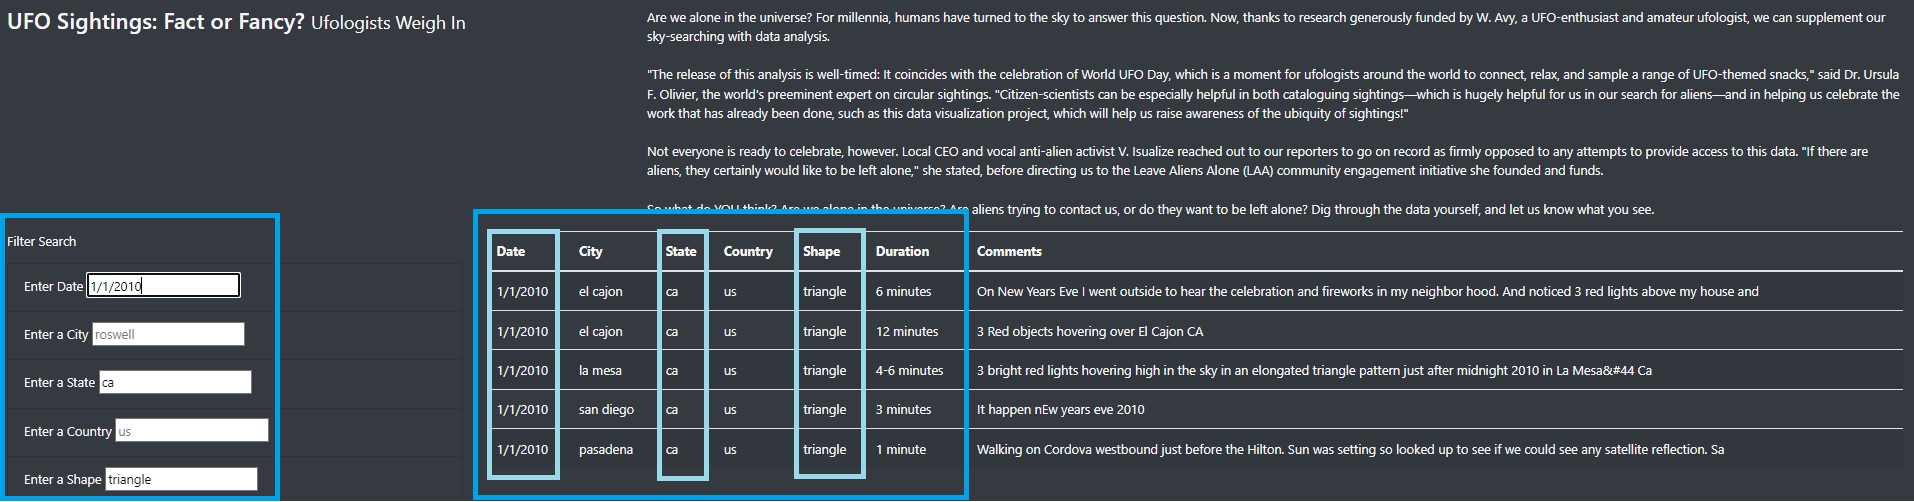 UFO Sightings: Fact or Fancy? Ufologists Weigh In
Are we alone in the universe? For millennia, humans have turned to the sky to answer this question. Now, thanks to research generously funded by W. Avy, a UFO-enthusiast and amateur ufologist, we can supplement our
sky-searching with data analysis.
"The release of this analysis is well-timed: It coincides with the celebration of World UFO Day, which is a moment for ufologists around the world to connect, relax, and sample a range of UFO-themed snacks," said Dr. Ursula
F. Olivier, the world's preeminent expert on circular sightings. "Citizen-scientists can be especially helpful in both cataloguing sightings—which is hugely helpful for us in our search for aliens—and in helping us celebrate the
work that has already been done, such as this data visualization project, which will help us raise awareness of the ubiquity of sightings!"
Not everyone is ready to celebrate, however. Local CEO and vocal anti-alien activist V. Isualize reached out to our reporters to go on record as firmly opposed to any attempts to provide access to this data. "If there are
aliens, they certainly would like to be left alone," she stated, before directing us to the Leave Aliens Alone (LAA) community engagement initiative she founded and funds.
So what do YOU think? Are we alone in the universe? Are aliens trying to contact us, or do they want to be left alone? Dig through the data yourself, and let us know what you see.
Filter Search
Enter Date 1/1/2010
Enter a City roswell
Enter a State ca
Enter a Country us
Enter a Shape triangle
Date City State Country Shape Duration Comments
1/1/2010 el cajon ca us triangle 6 minutes On New Years Eve I went outside to hear the celebration and fireworks in my neighbor hood. And noticed 3 red lights above my house and
1/1/2010 el cajon ca us triangle 12 minutes 3 Red objects hovering over El Cajon CA
1/1/2010 la mesa ca us triangle 4-6 minutes 3 bright red lights hovering high in the sky in an elongated triangle pattern just after midnight 2010 in La Mesa&#44 Ca
1/1/2010 san diego ca us triangle 3 minutes It happen nEw years eve 2010
1/1/2010 pasadena ca us triangle 1 minute Walking on Cordova westbound just before the Hilton. Sun was setting so looked up to see if we could see any satellite reflection. Sa